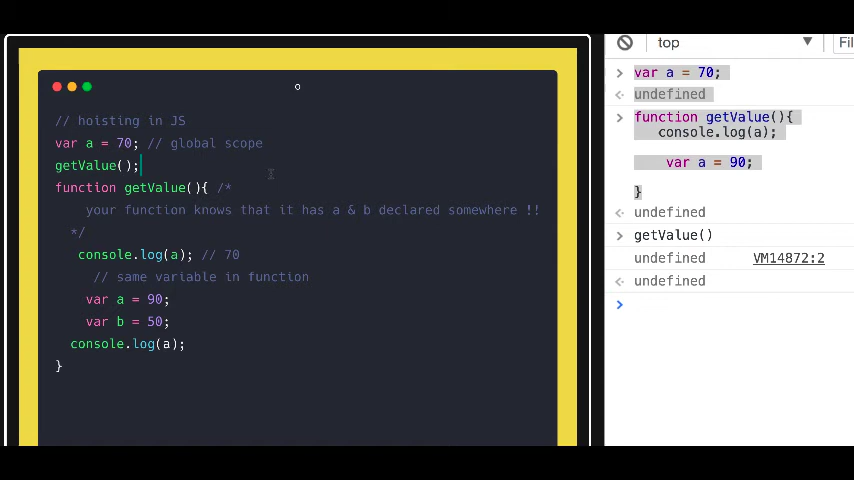 // hoisting in JS
var a = 70; // global scope
getValue();
function getValue(){ /*
your function knows that it has a & b declared somewhere !!
*/
console.log(a); // 70
// same variable in function
var a = 90;
var b = 50;
console.log(a);
}
top ▼ Fil
> var a = 70;
< undefined
> function getValue(){
console.log(a);
var a = 90;
}
< undefined
> getValue()
undefined VM14872:2
< undefined
>